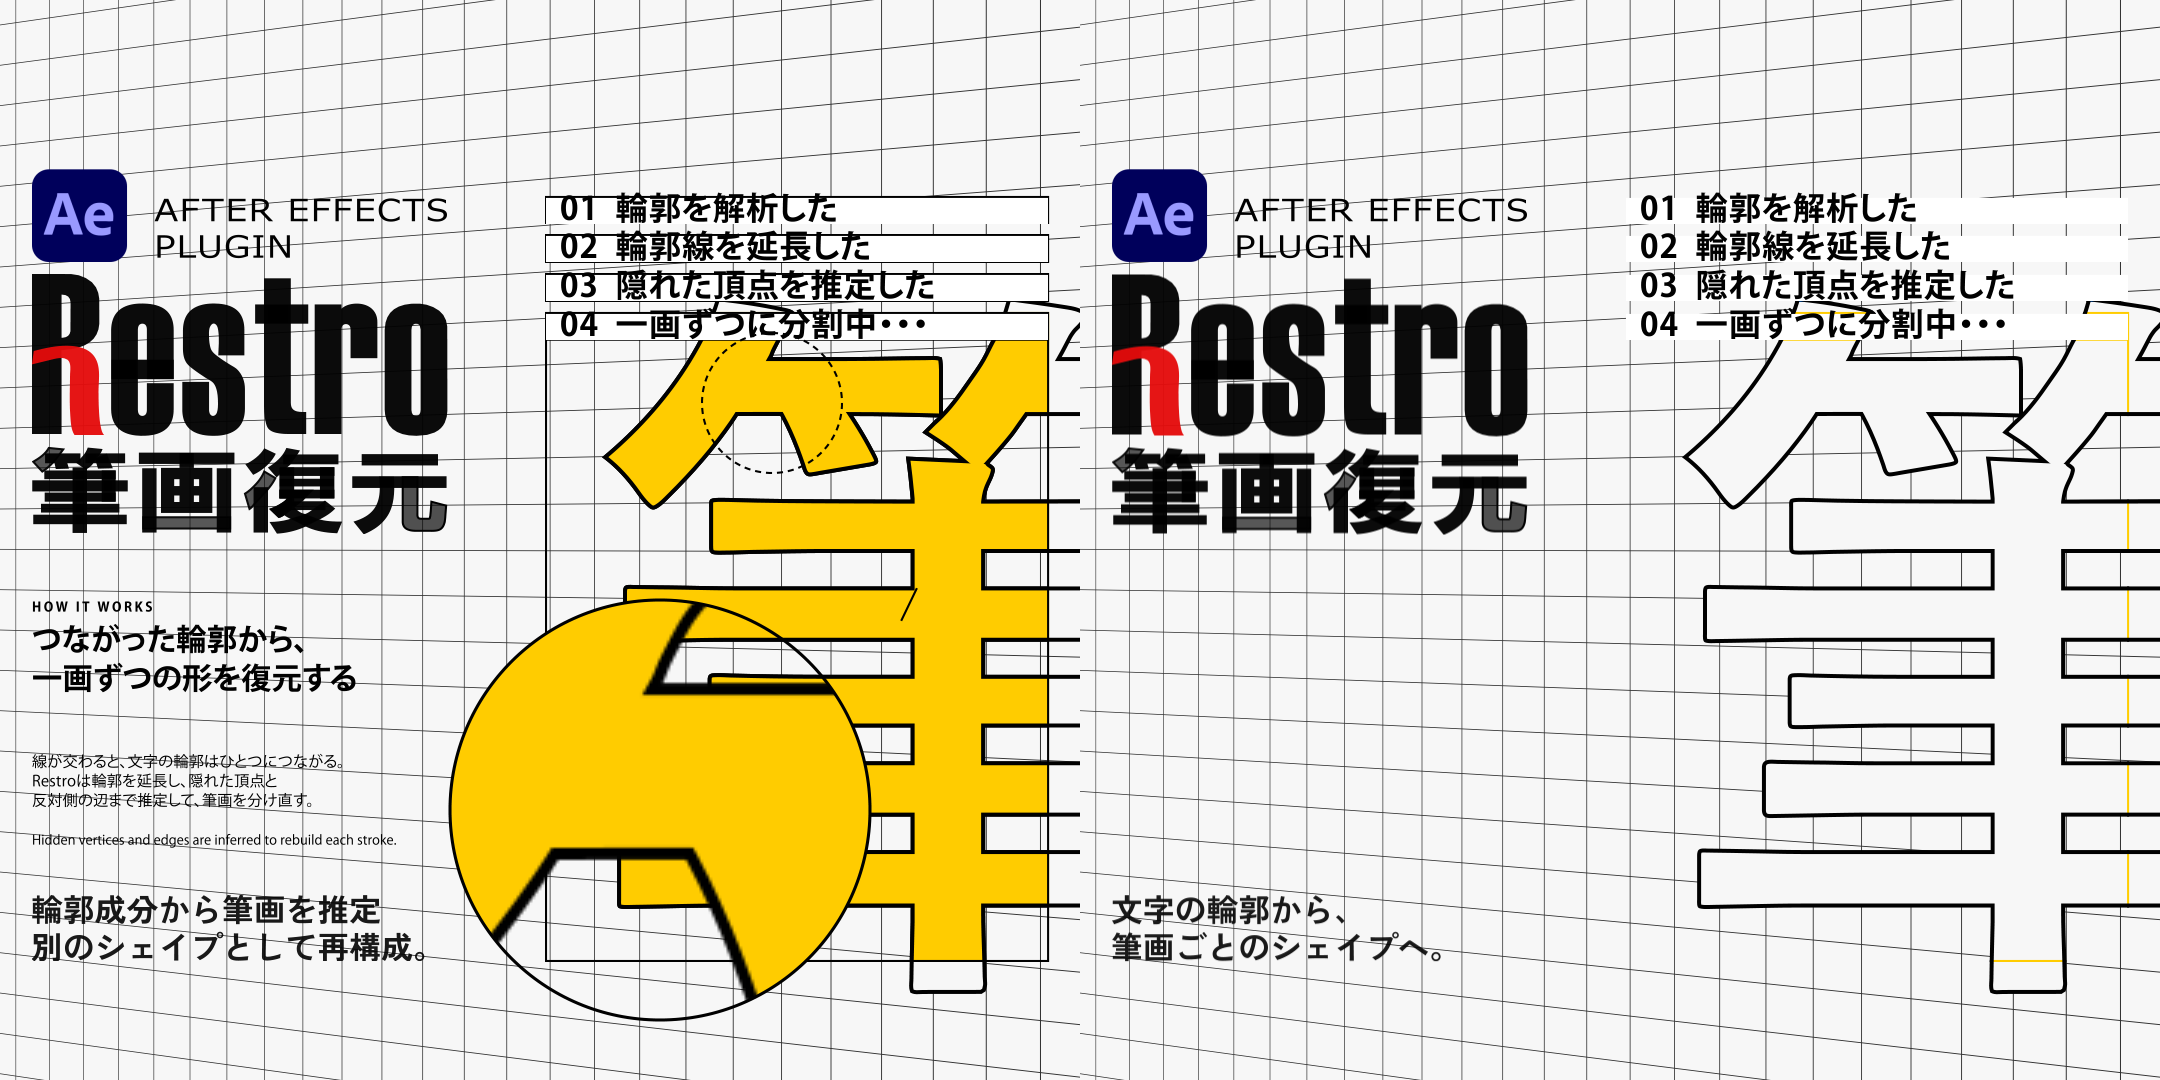 Ae
AFTER EFFECTS
PLUGIN
Restro
筆画復元
01 輪郭を解析した
02 輪郭線を延長した
03 隠れた頂点を推定した
04 一画ずつに分割中・・・
HOW IT WORKS
つながった輪郭から、
一画ずつの形を復元する
線が交わると、文字の輪郭はひとつにつながる。
Restroは輪郭を延長し、隠れた頂点と
反対側の辺まで推定して、筆画を分け直す。
Hidden vertices and edges are inferred to rebuild each stroke.
輪郭成分から筆画を推定
別のシェイプとして再構成。
Ae
AFTER EFFECTS
PLUGIN
Restro
筆画復元
01 輪郭を解析した
02 輪郭線を延長した
03 隠れた頂点を推定した
04 一画ずつに分割中・・・
文字の輪郭から、
筆画ごとのシェイプへ。